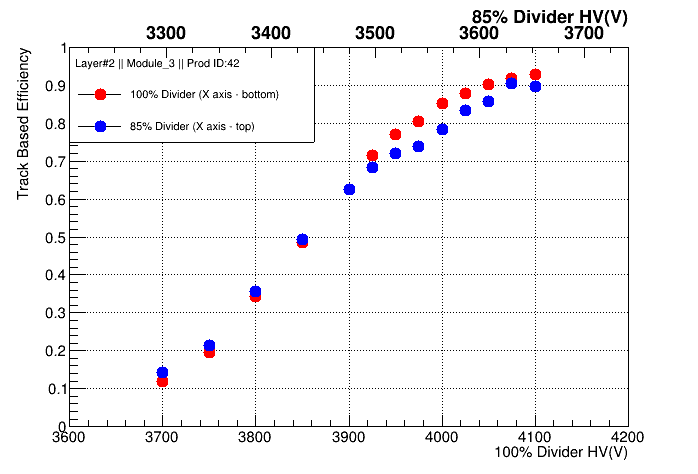 85% Divider HV(V)
3300 3400 3500 3600 3700
Track Based Efficiency
1
0.9
0.8
0.7
0.6
0.5
0.4
0.3
0.2
0.1
0
Layer#2 || Module_3 || Prod ID:42
100% Divider (X axis - bottom)
85% Divider (X axis - top)
3600 3700 3800 3900 4000 4100 4200
100% Divider HV(V)